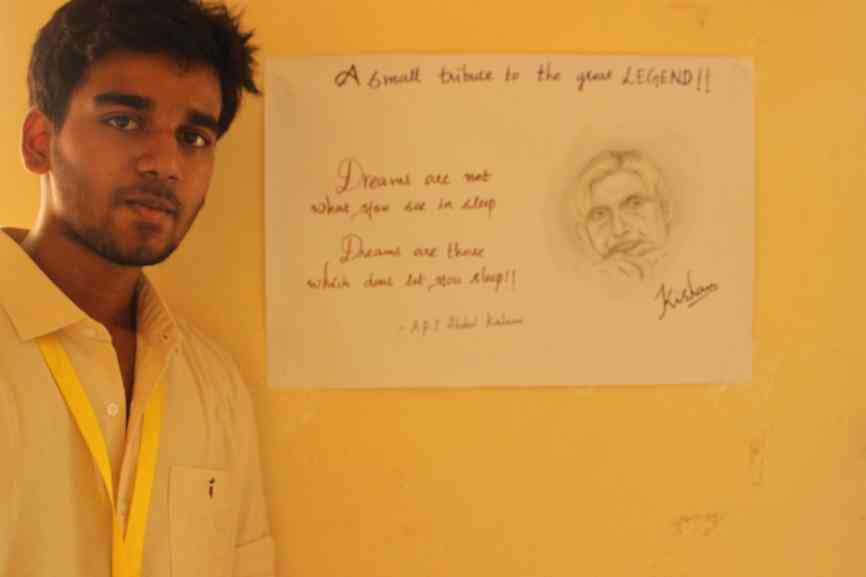 A small tribute to the great LEGEND!!
Dreams are not
what you see in sleep
Dreams are those
which dont let you sleep!!
- A.P.J Abdul Kalam
Kishan